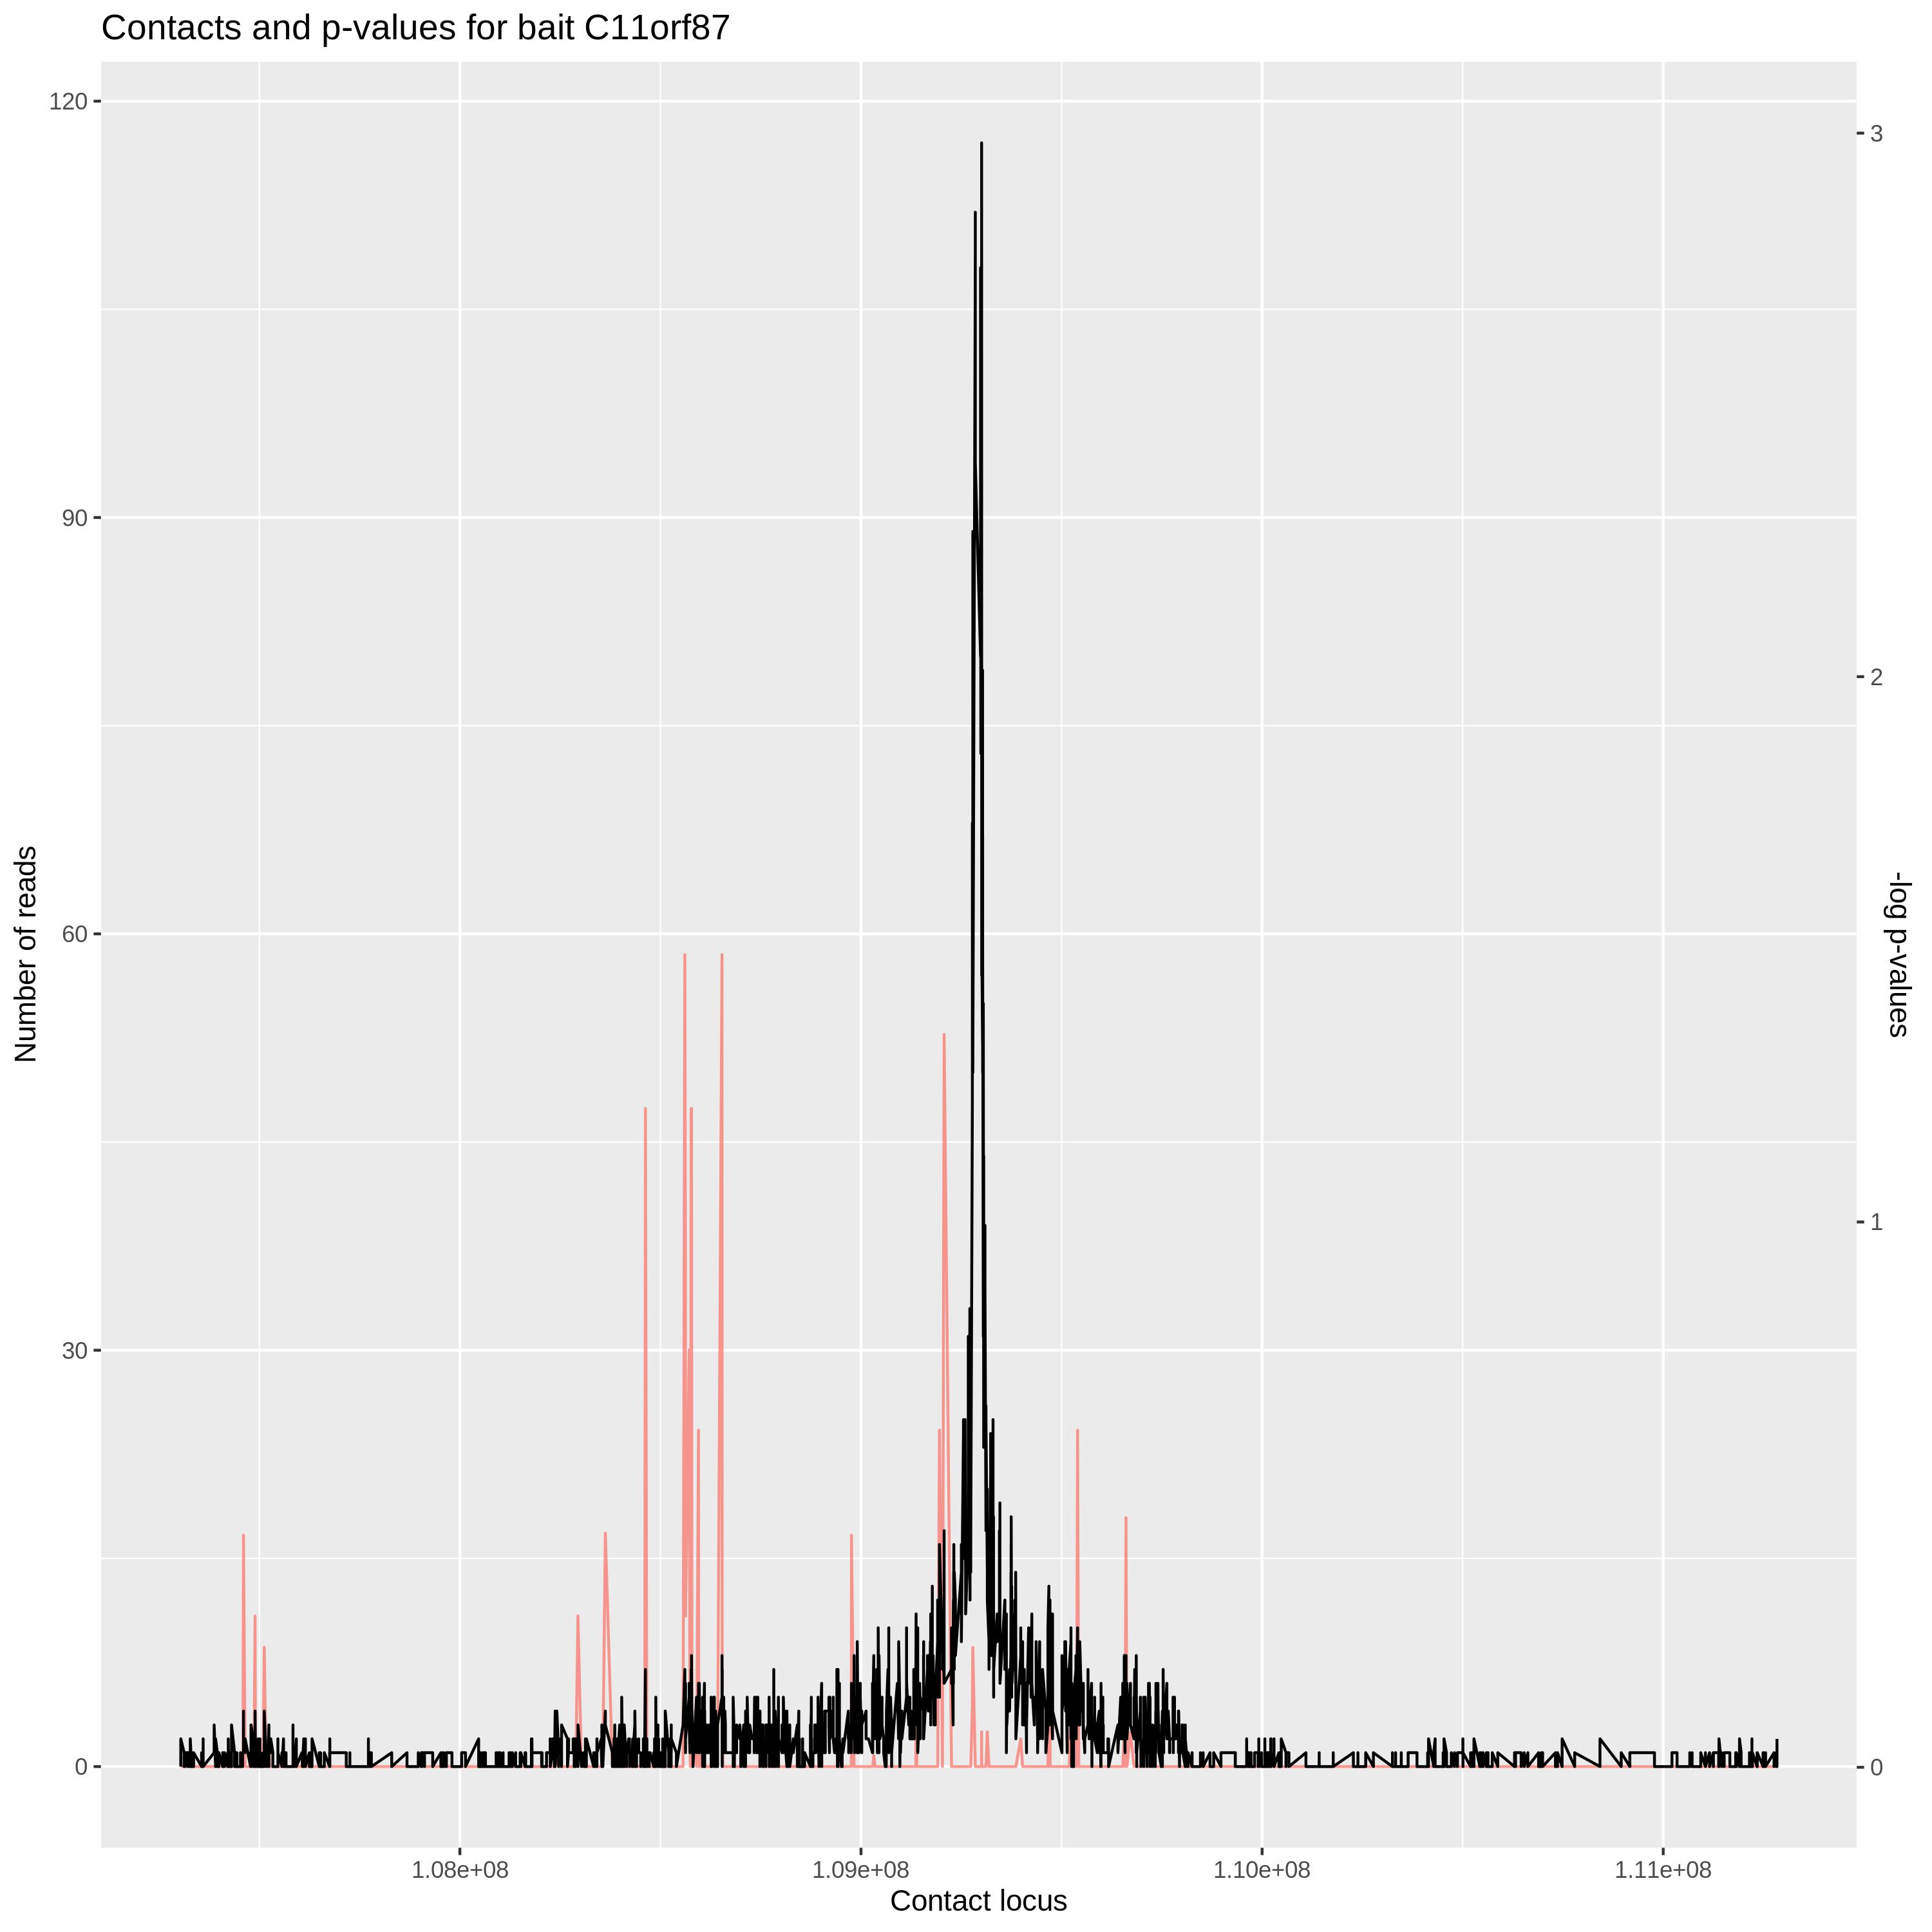 Contacts and p-values for bait C11orf87
120
90
60
30
0
Number of reads
3
2
1
0
-log p-values
1.08e+08
1.09e+08
1.10e+08
1.11e+08
Contact locus